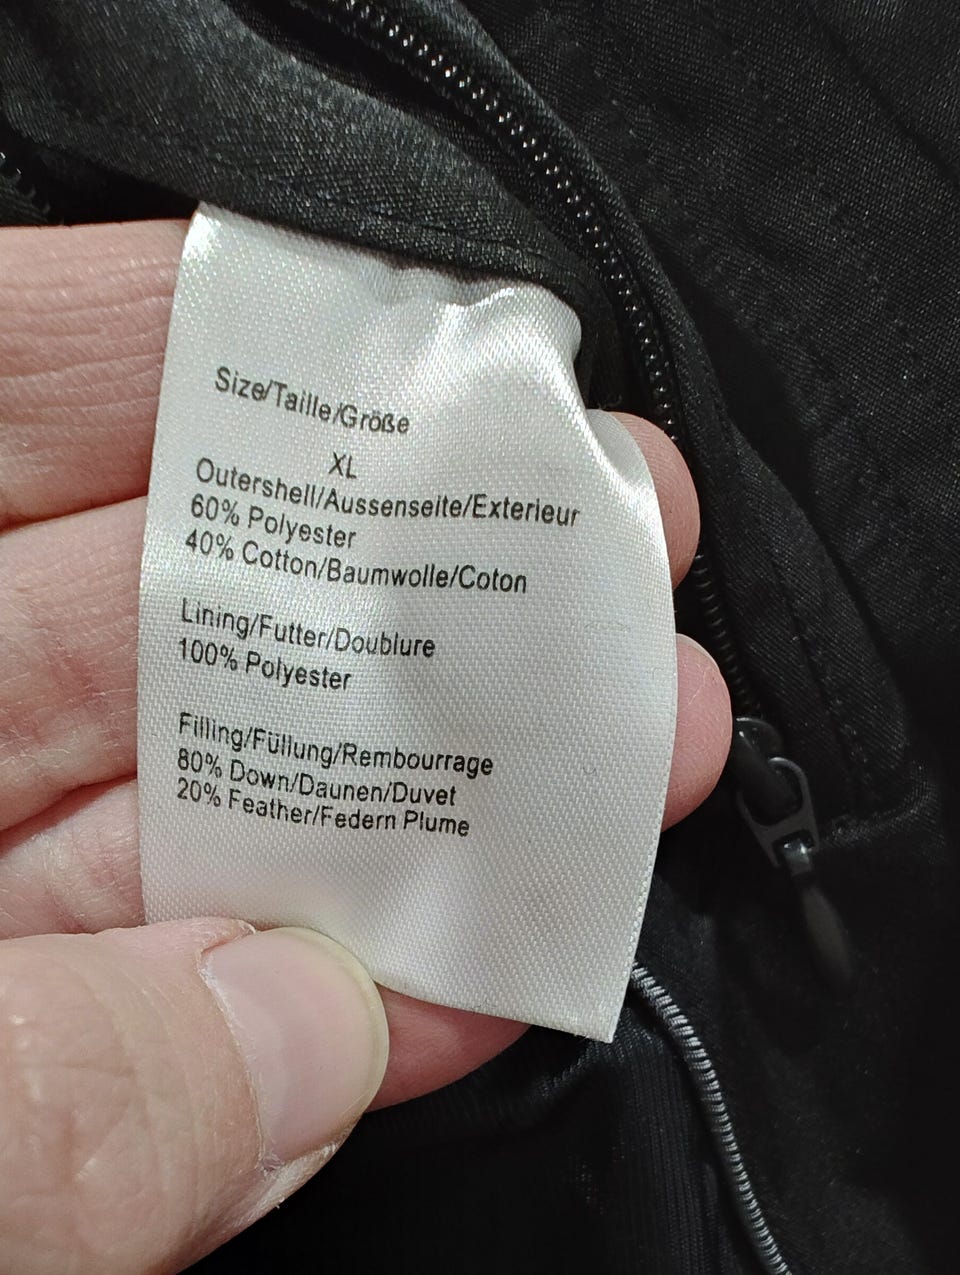 Size/Taille/Größe
XL
Outershell/Aussenseite/Exterieur
60% Polyester
40% Cotton/Baumwolle/Coton
Lining/Futter/Doublure
100% Polyester
Filling/Füllung/Rembourrage
80% Down/Daunen/Duvet
20% Feather/Federn Plume